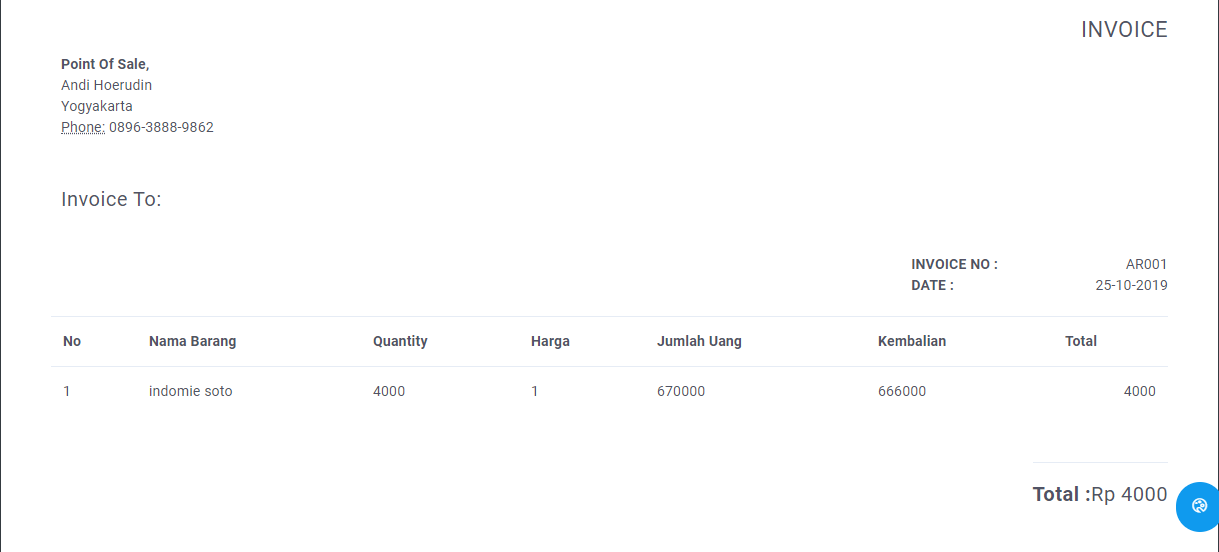 INVOICE
Point Of Sale,
Andi Hoerudin
Yogyakarta
Phone: 0896-3888-9862
Invoice To:
INVOICE NO : AR001
DATE : 25-10-2019
No Nama Barang Quantity Harga Jumlah Uang Kembalian Total
1 indomie soto 4000 1 670000 666000 4000
Total :Rp 4000